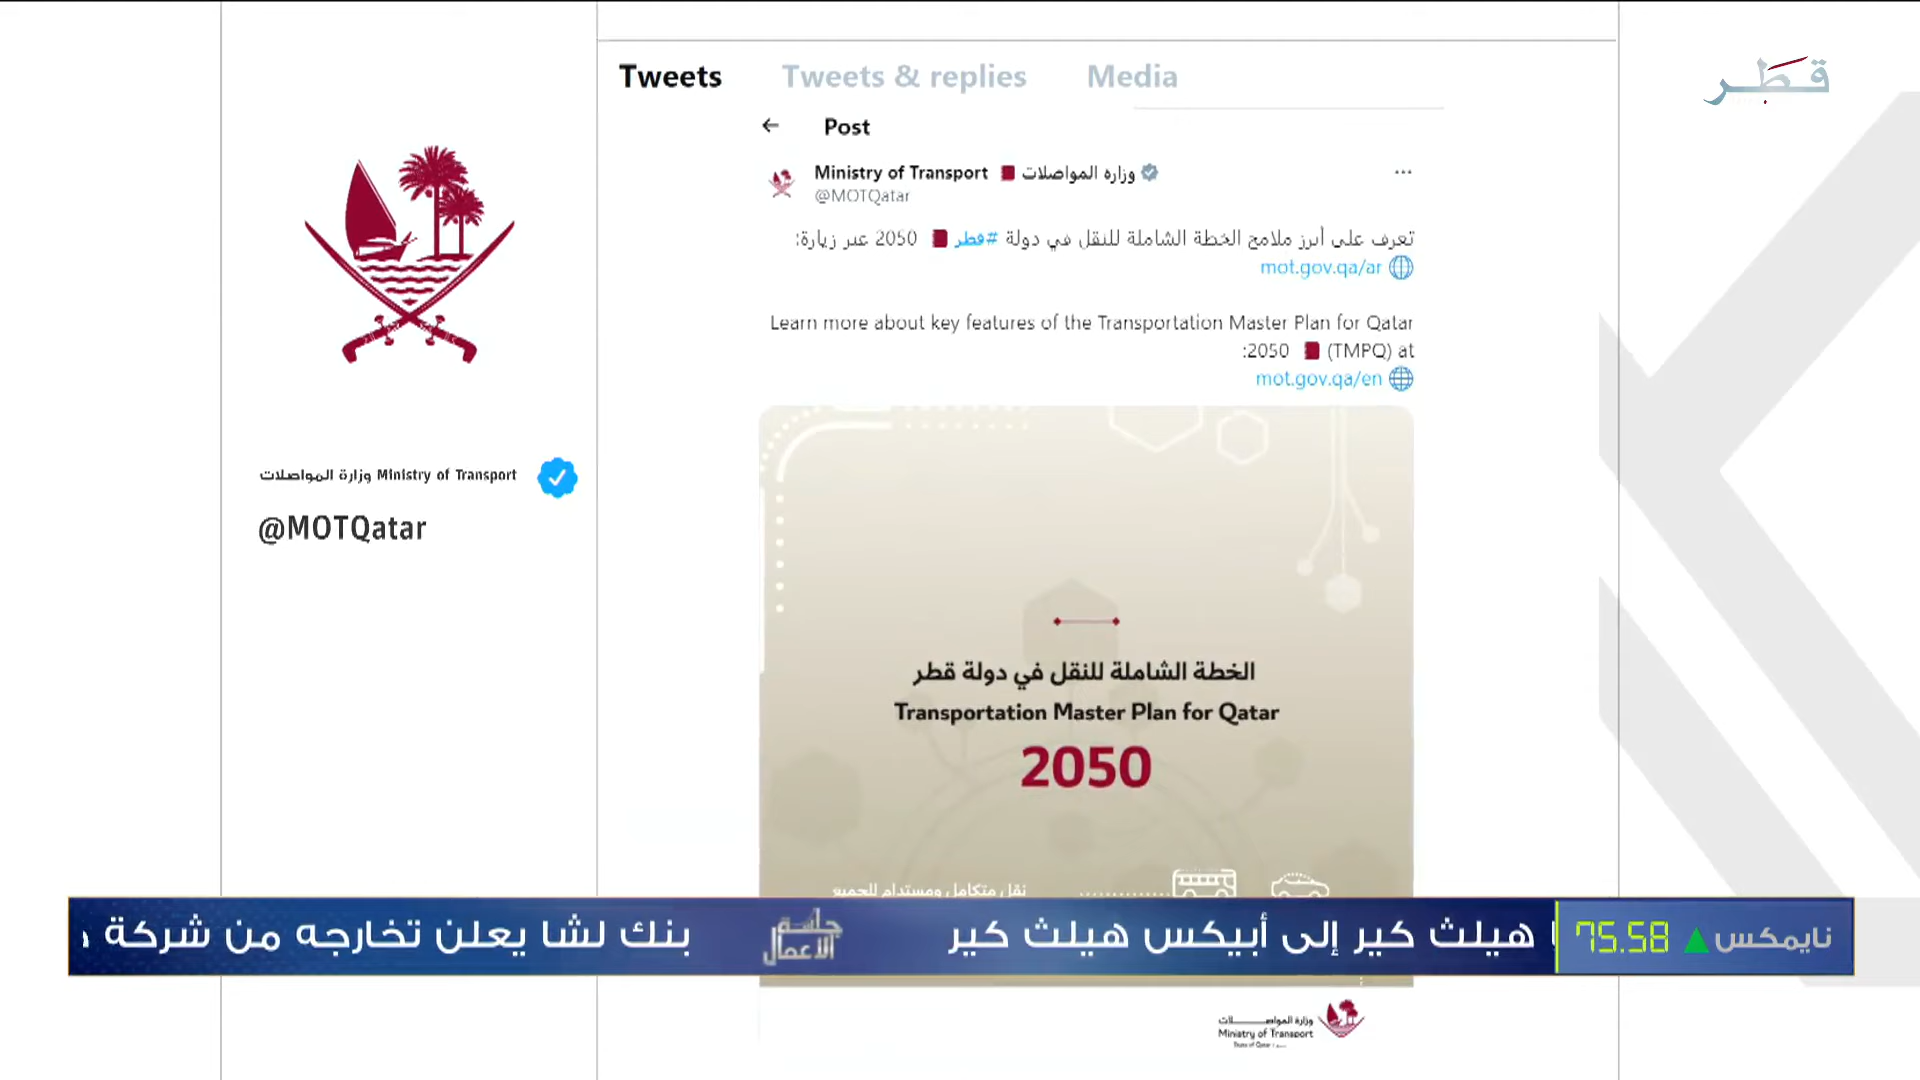 Tweets Tweets & replies Media
قطر
Post
Ministry of Transport وزارة المواصلات
@MOTQatar
تعرف على أبرز ملامح الخطة الشاملة للنقل في دولة #قطر 2050 عبر زيارة:
mot.gov.qa/ar
Learn more about key features of the Transportation Master Plan for Qatar
2050: (TMPQ) at
mot.gov.qa/en
وزارة المواصلات Ministry of Transport
@MOTQatar
الخطة الشاملة للنقل في دولة قطر
Transportation Master Plan for Qatar
2050
نقل متكامل ومستدام للجميع
نايمكس 75.58
هيلث كير إلى أبيكس هيلث كير
جلسة الأعمال
بنك لشا يعلن تخارجه من شركة
وزارة المواصلات
Ministry of Transport